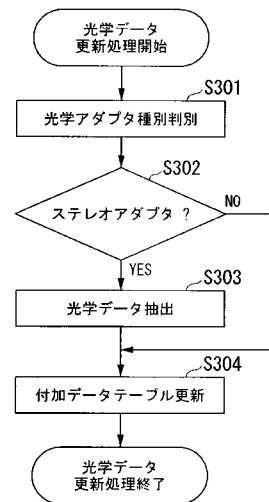 光学データ
更新処理開始
S301
光学アダプタ種別判別
S302
ステレオアダプタ ?
NO
YES
S303
光学データ抽出
S304
付加データテーブル更新
光学データ
更新処理終了